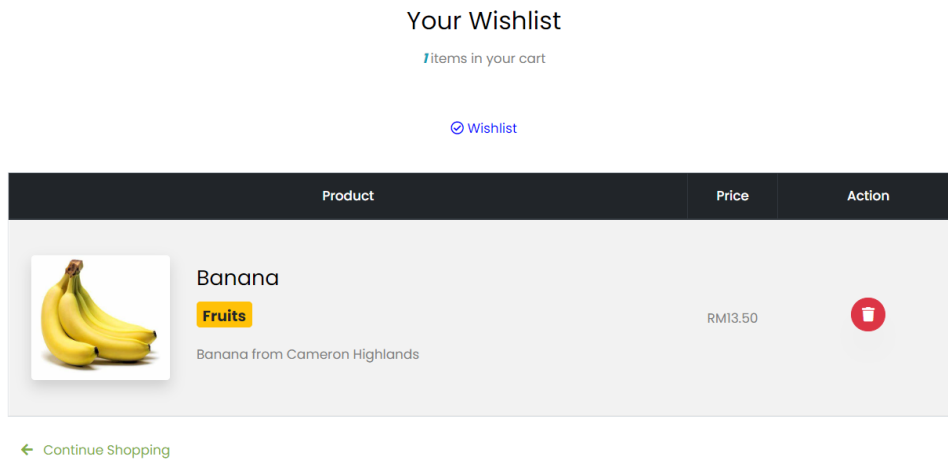 Your Wishlist
1 items in your cart
Wishlist
Product Price Action
Banana
Fruits
RM13.50
Banana from Cameron Highlands
Continue Shopping